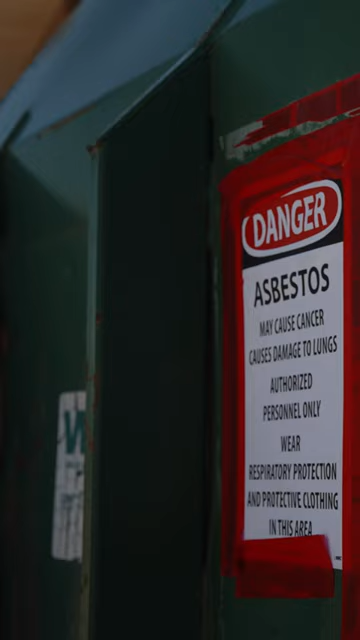 DANGER
ASBESTOS
MAY CAUSE CANCER
CAUSES DAMAGE TO LUNGS
AUTHORIZED
PERSONNEL ONLY
WEAR
RESPIRATORY PROTECTION
AND PROTECTIVE CLOTHING
IN THIS AREA